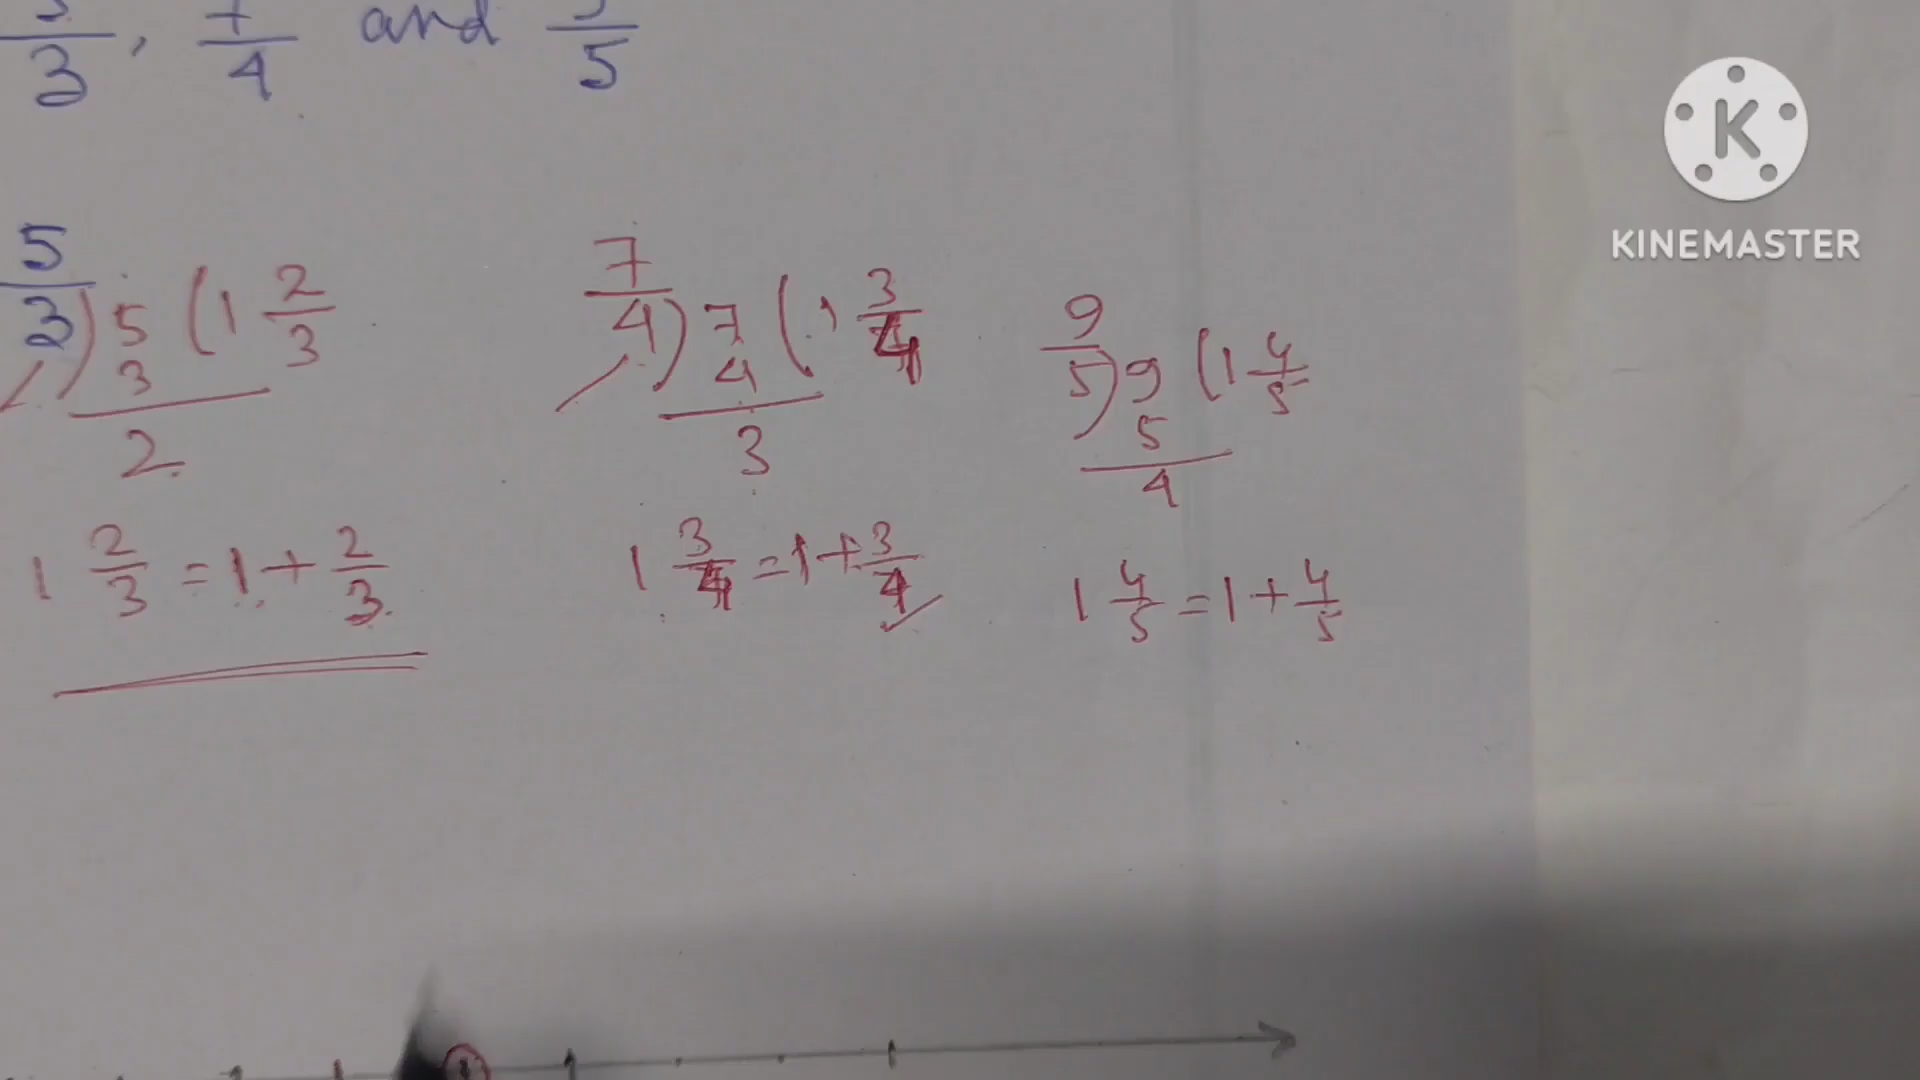 5/3, 7/4 and /5
K
KINEMASTER
5/3 ) 5 ( 1 2/3
3
2
1 2/3 = 1 + 2/3
7/4 ) 7 ( 1 3/4
4
3
1 3/4 = 1 + 3/4
9/5 ) 9 ( 1 4/5
5
4
1 4/5 = 1 + 4/5